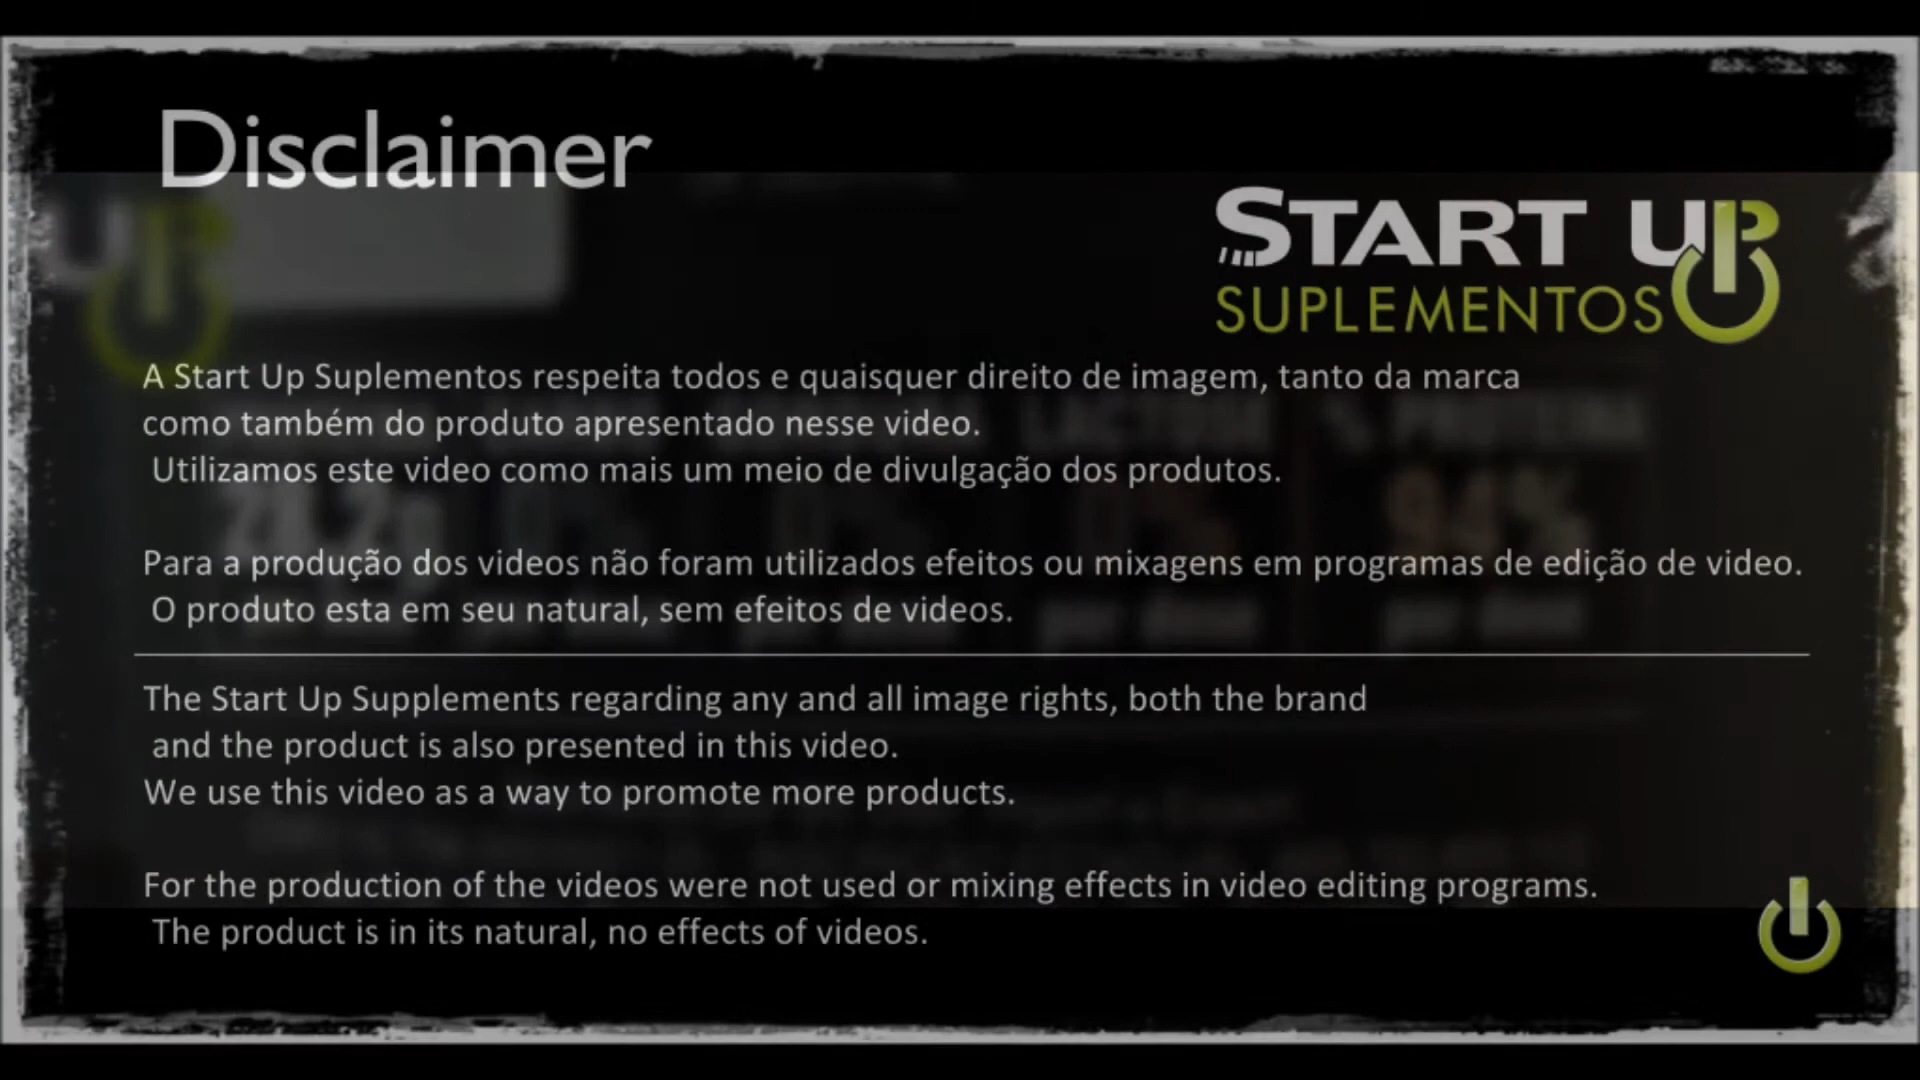 Disclaimer
START UP
SUPLEMENTOS
A Start Up Suplementos respeita todos e quaisquer direito de imagem, tanto da marca
como também do produto apresentado nesse video.
Utilizamos este video como mais um meio de divulgação dos produtos.
Para a produção dos videos não foram utilizados efeitos ou mixagens em programas de edição de video.
O produto esta em seu natural, sem efeitos de videos.
The Start Up Supplements regarding any and all image rights, both the brand
and the product is also presented in this video.
We use this video as a way to promote more products.
For the production of the videos were not used or mixing effects in video editing programs.
The product is in its natural, no effects of videos.